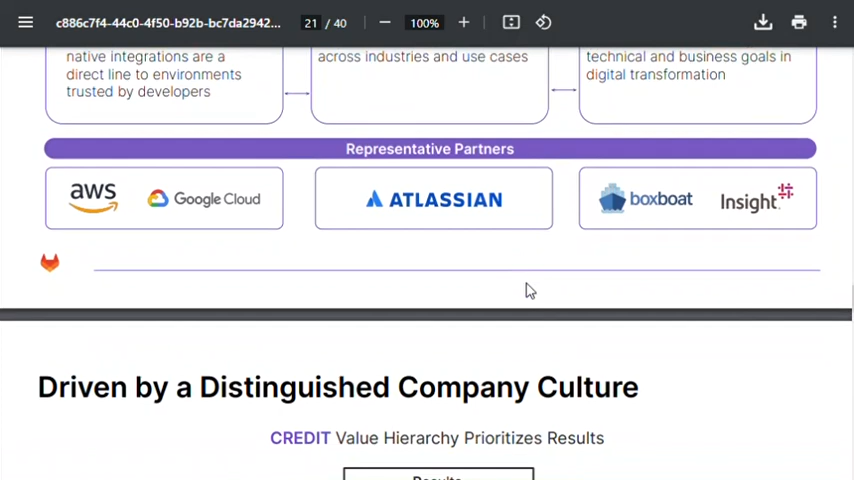 c886c7f4-44c0-4f50-b92b-bc7da2942... 21 / 40 100%
native integrations are a
direct line to environments
trusted by developers
across industries and use cases
technical and business goals in
digital transformation
Representative Partners
aws Google Cloud ATLASSIAN boxboat Insight
Driven by a Distinguished Company Culture
CREDIT Value Hierarchy Prioritizes Results
Results